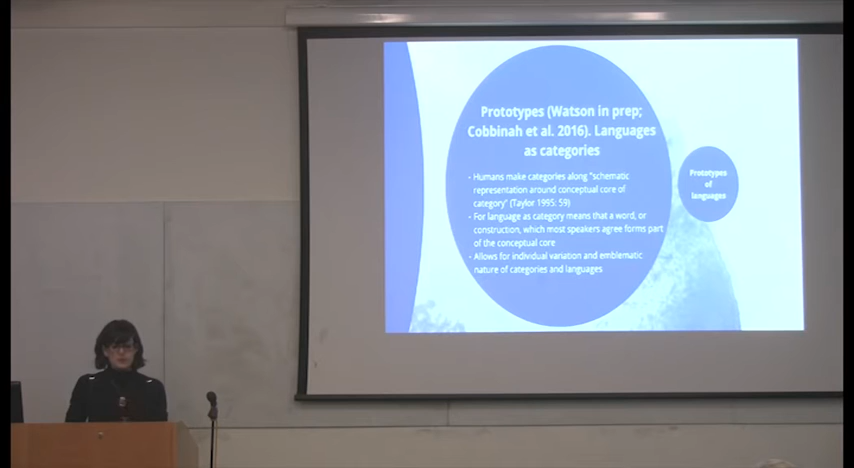 Prototypes (Watson in prep;
Cobbinah et al. 2016). Languages
as categories
- Humans make categories along "schematic
representation around conceptual core of
category" (Taylor 1995: 59)
- For language as category means that a word, or
construction, which most speakers agree forms part
of the conceptual core
- Allows for individual variation and emblematic
nature of categories and languages
Prototypes
of
languages